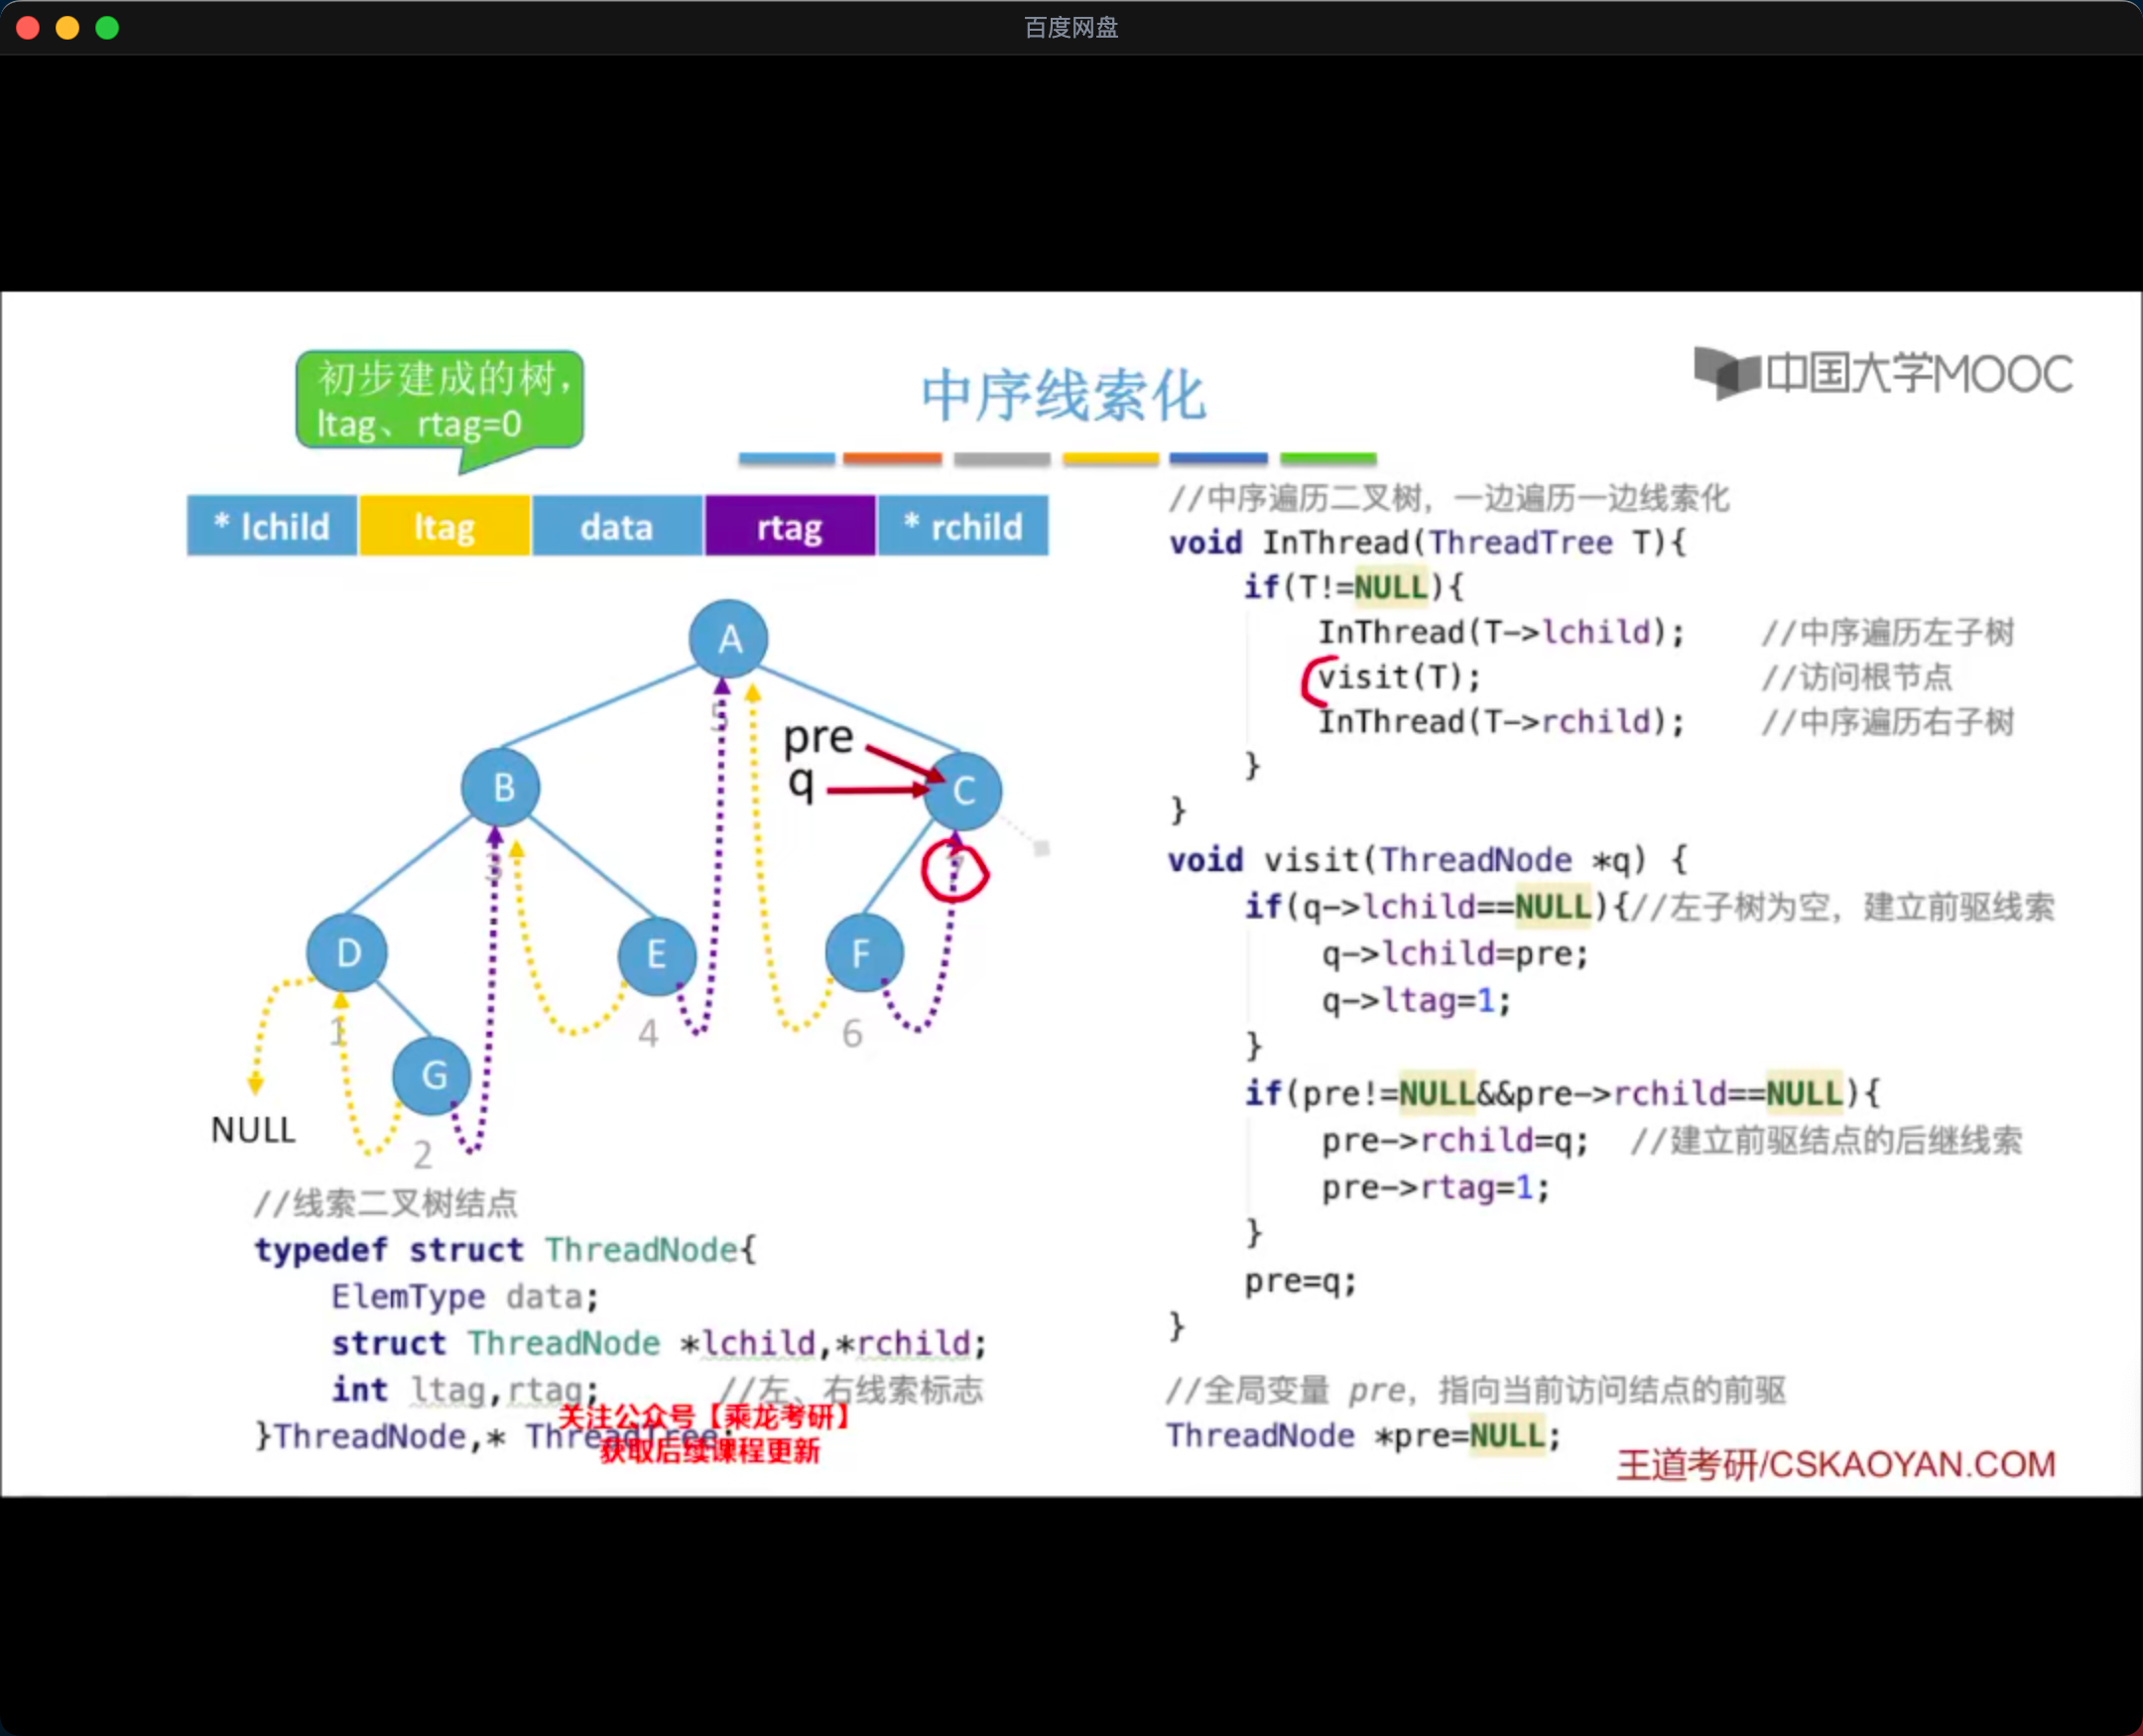 百度网盘
初步建成的树，
ltag、rtag=0
中序线索化
中国大学MOOC
* lchild ltag data rtag * rchild
A
5
pre
q
B
C
3
7
D
E
F
1
4
6
G
NULL
2
//线索二叉树结点
typedef struct ThreadNode{
ElemType data;
struct ThreadNode *lchild,*rchild;
int ltag,rtag; //左、右线索标志
}ThreadNode,* ThreadTree;
关注公众号【乘龙考研】
获取后续课程更新
//中序遍历二叉树，一边遍历一边线索化
void InThread(ThreadTree T){
if(T!=NULL){
InThread(T->lchild); //中序遍历左子树
visit(T); //访问根节点
InThread(T->rchild); //中序遍历右子树
}
}
void visit(ThreadNode *q) {
if(q->lchild==NULL){//左子树为空，建立前驱线索
q->lchild=pre;
q->ltag=1;
}
if(pre!=NULL&&pre->rchild==NULL){
pre->rchild=q; //建立前驱结点的后继线索
pre->rtag=1;
}
pre=q;
}
//全局变量 pre，指向当前访问结点的前驱
ThreadNode *pre=NULL;
王道考研/CSKAOYAN.COM